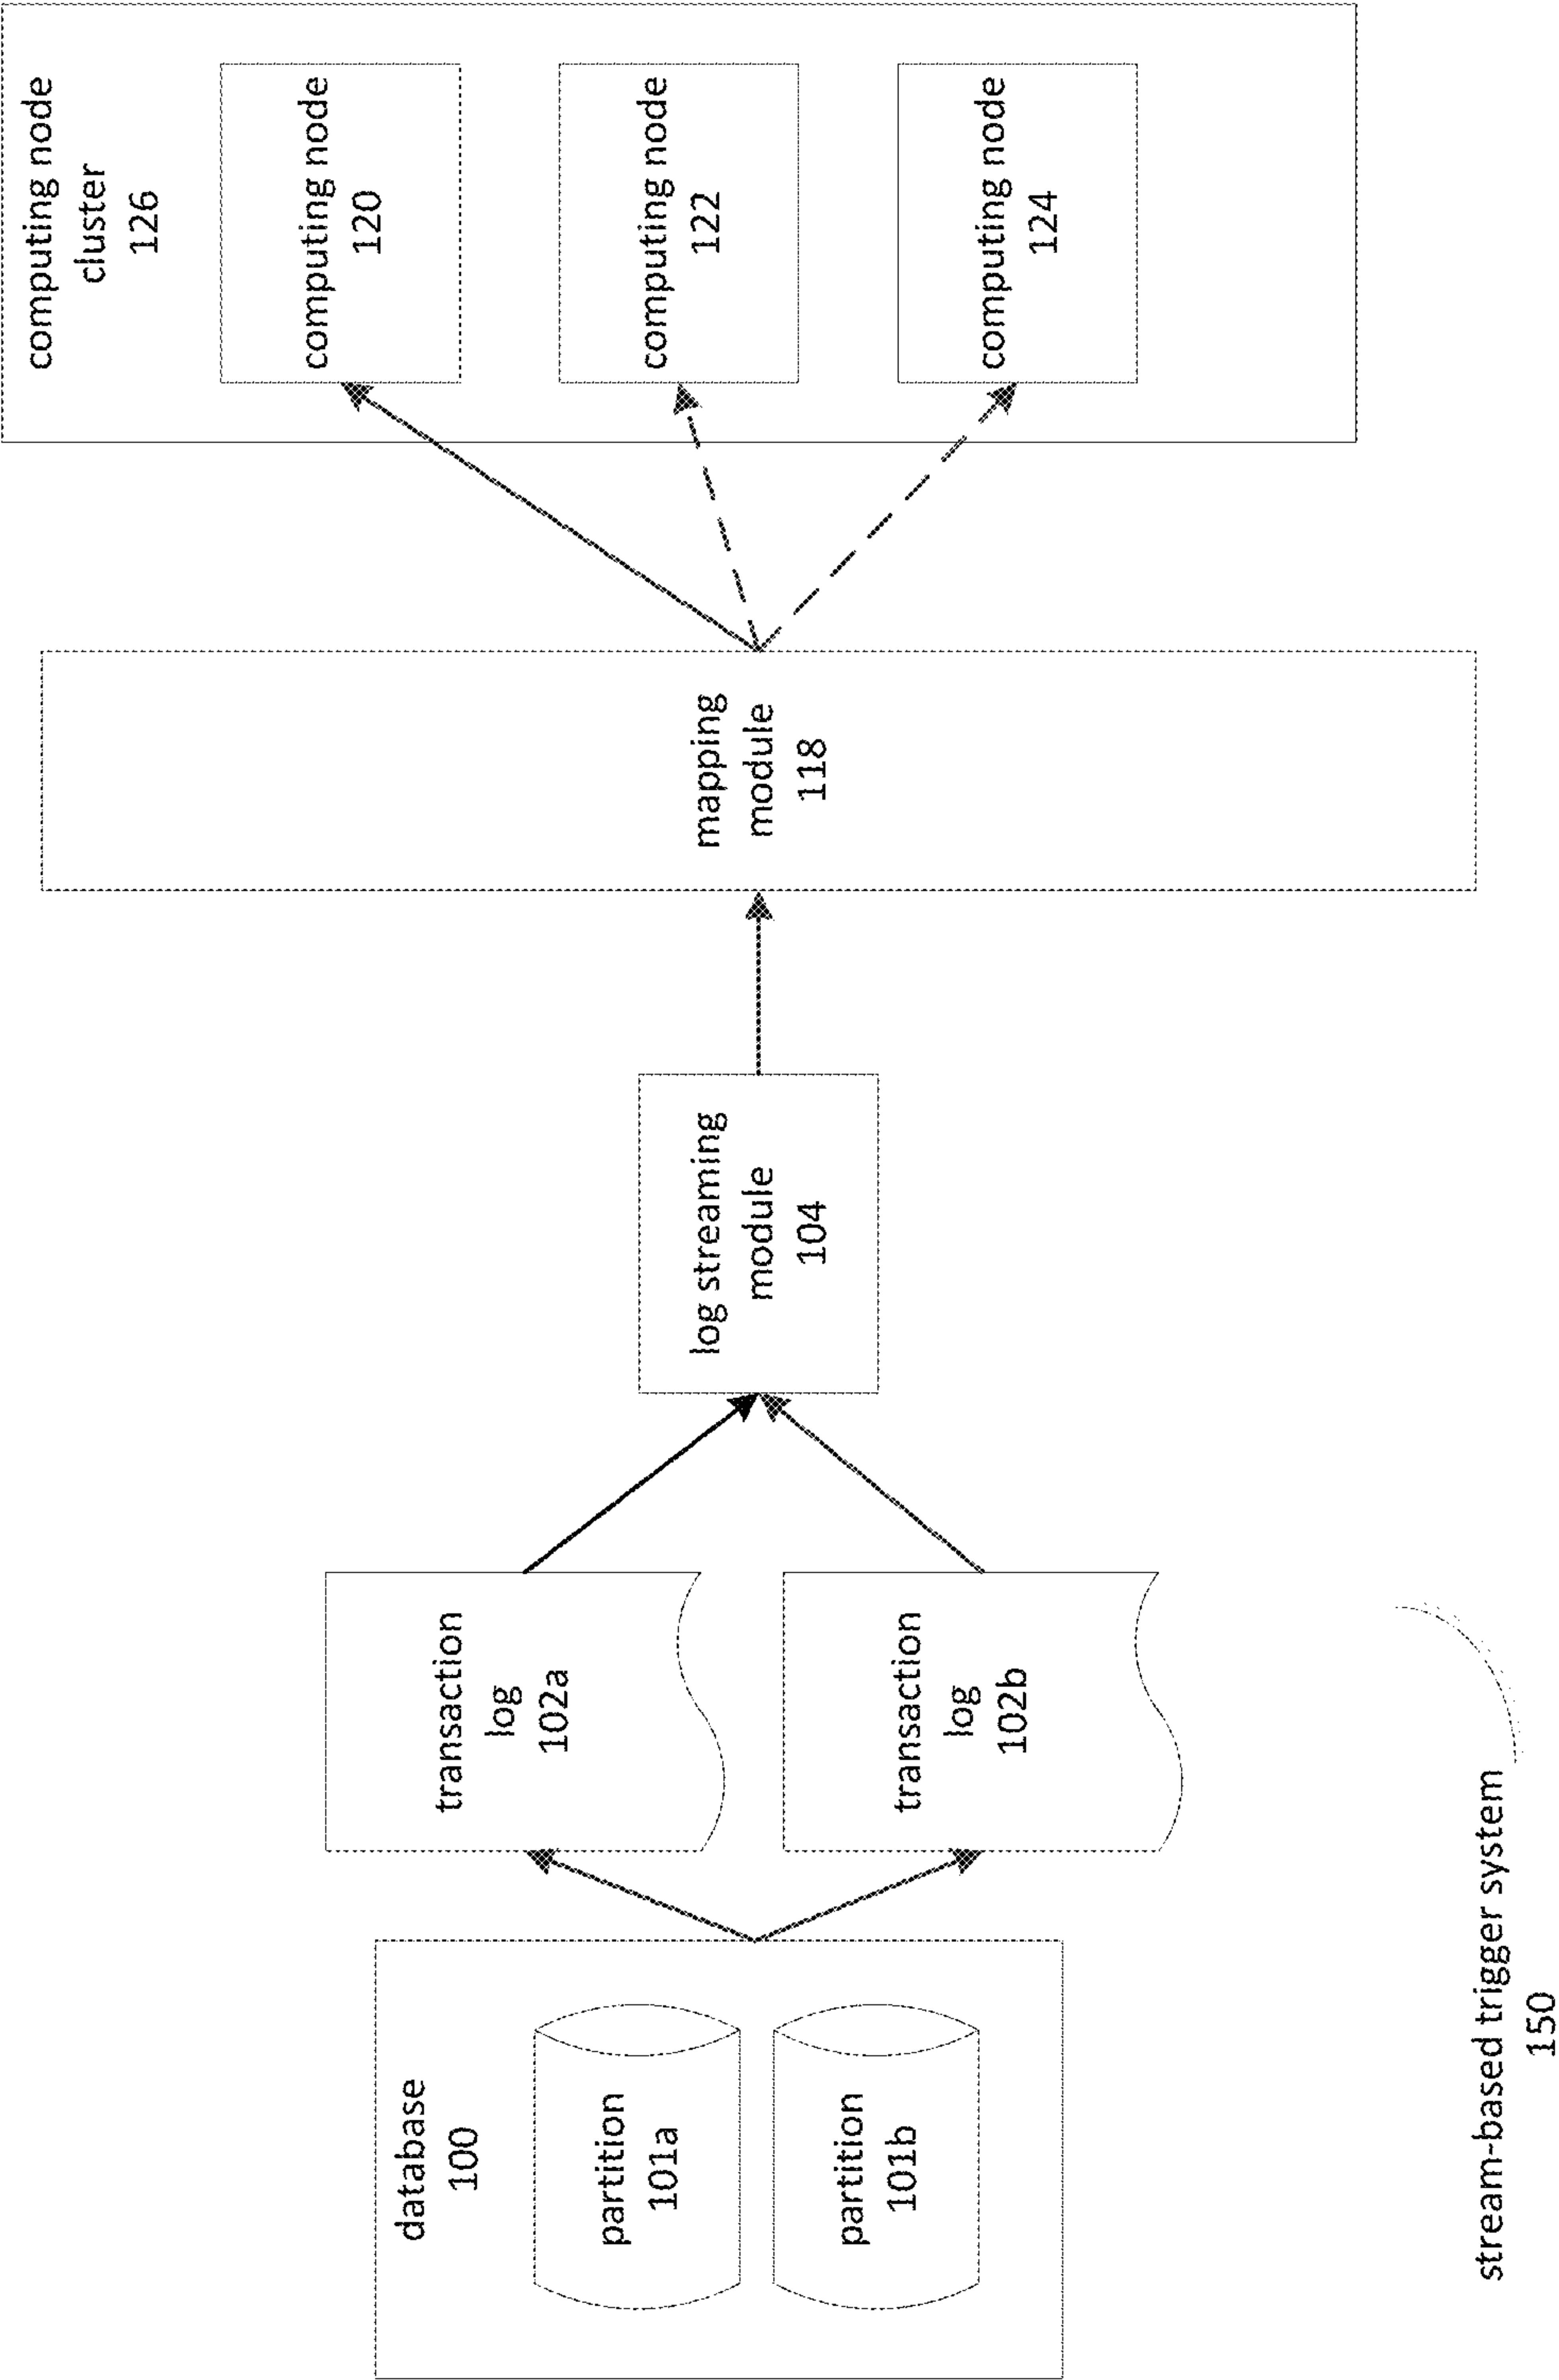 database
100
partition
101a
partition
101b
transaction
log
102a
transaction
log
102b
log streaming
module
104
mapping
module
118
computing node
cluster
126
computing node
120
computing node
122
computing node
124
stream-based trigger system
150